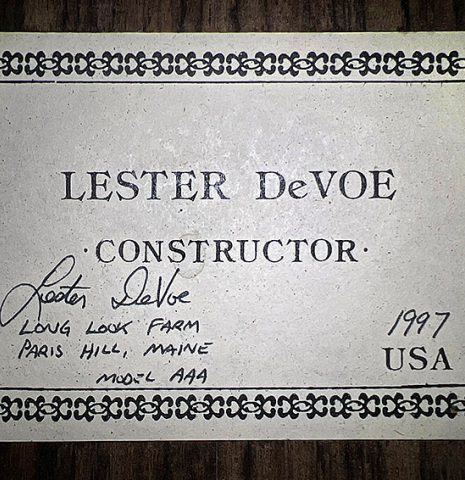 LESTER DeVOE
·CONSTRUCTOR·
Lester DeVoe
LONG LOOK FARM
PARIS HILL, MAINE
MODEL AAA
1997
USA